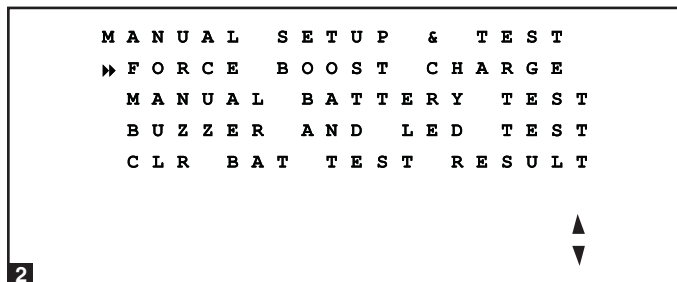 MANUAL SETUP & TEST
FORCE BOOST CHARGE
MANUAL BATTERY TEST
BUZZER AND LED TEST
CLR BAT TEST RESULT
2